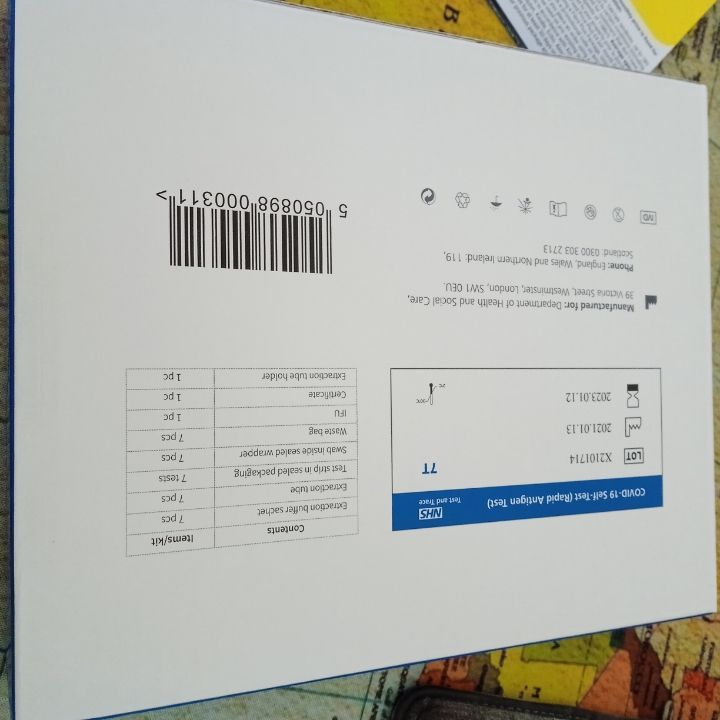 COVID-19 Self-Test (Rapid Antigen Test)
NHS
Test and Trace
LOT X2101714
7T
2021.01.13
2023.01.12
2°C
30°C
Manufactured for: Department of Health and Social Care,
39 Victoria Street, Westminster, London, SW1 0EU.
Phone: England, Wales and Northern Ireland: 119,
Scotland: 0300 303 2713
IVD
Contents Items/kit
Extraction buffer sachet 7 pcs
Extraction tube 7 pcs
Test strip in sealed packaging 7 tests
Swab inside sealed wrapper 7 pcs
Waste bag 7 pcs
IFU 1 pc
Certificate 1 pc
Extraction tube holder 1 pc
5 050898 000311 >
B